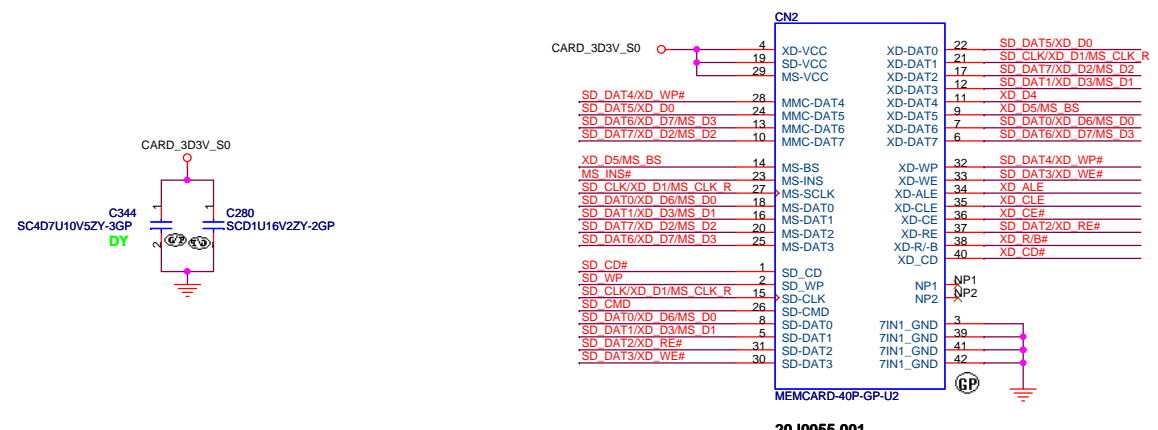 CARD_3D3V_S0
C344
SC4D7U10V5ZY-3GP
DY
1
2
GP
C280
SCD1U16V2ZY-2GP
1
2
CN2
CARD_3D3V_S0
4 XD-VCC
19 SD-VCC
29 MS-VCC
SD_DAT4/XD_WP# 28 MMC-DAT4
SD_DAT5/XD_D0 24 MMC-DAT5
SD_DAT6/XD_D7/MS_D3 13 MMC-DAT6
SD_DAT7/XD_D2/MS_D2 10 MMC-DAT7
XD_D5/MS_BS 14 MS-BS
MS_INS# 23 MS-INS
SD_CLK/XD_D1/MS_CLK_R 27 MS-SCLK
SD_DAT0/XD_D6/MS_D0 18 MS-DAT0
SD_DAT1/XD_D3/MS_D1 16 MS-DAT1
SD_DAT7/XD_D2/MS_D2 20 MS-DAT2
SD_DAT6/XD_D7/MS_D3 25 MS-DAT3
SD_CD# 1 SD_CD
SD_WP 2 SD_WP
SD_CLK/XD_D1/MS_CLK_R 15 SD-CLK
SD_CMD 26 SD-CMD
SD_DAT0/XD_D6/MS_D0 8 SD-DAT0
SD_DAT1/XD_D3/MS_D1 5 SD-DAT1
SD_DAT2/XD_RE# 31 SD-DAT2
SD_DAT3/XD_WE# 30 SD-DAT3
XD-DAT0 22 SD_DAT5/XD_D0
XD-DAT1 21 SD_CLK/XD_D1/MS_CLK_R
XD-DAT2 17 SD_DAT7/XD_D2/MS_D2
XD-DAT3 12 SD_DAT1/XD_D3/MS_D1
XD-DAT4 11 XD_D4
XD-DAT5 9 XD_D5/MS_BS
XD-DAT6 7 SD_DAT0/XD_D6/MS_D0
XD-DAT7 6 SD_DAT6/XD_D7/MS_D3
XD-WP 32 SD_DAT4/XD_WP#
XD-WE 33 SD_DAT3/XD_WE#
XD-ALE 34 XD_ALE
XD-CLE 35 XD_CLE
XD-CE 36 XD_CE#
XD-RE 37 SD_DAT2/XD_RE#
XD-R/-B 38 XD_R/B#
XD_CD 40 XD_CD#
NP1 NP1
NP2 NP2
7IN1_GND 3
7IN1_GND 39
7IN1_GND 41
7IN1_GND 42
GP
MEMCARD-40P-GP-U2